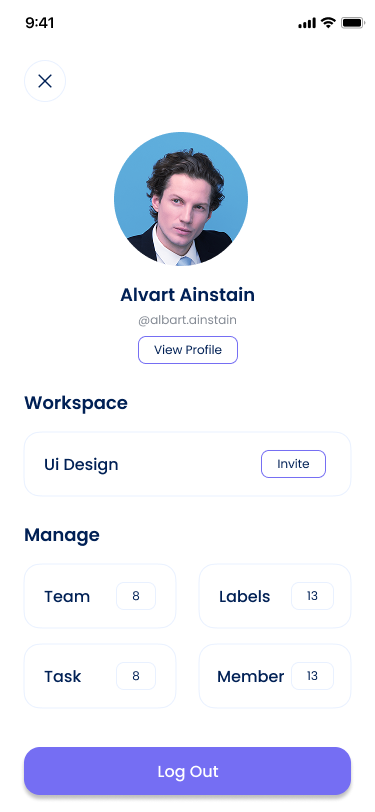 9:41
Alvart Ainstain
@albart.ainstain
View Profile
Workspace
Ui Design
Invite
Manage
Team 8
Labels 13
Task 8
Member 13
Log Out